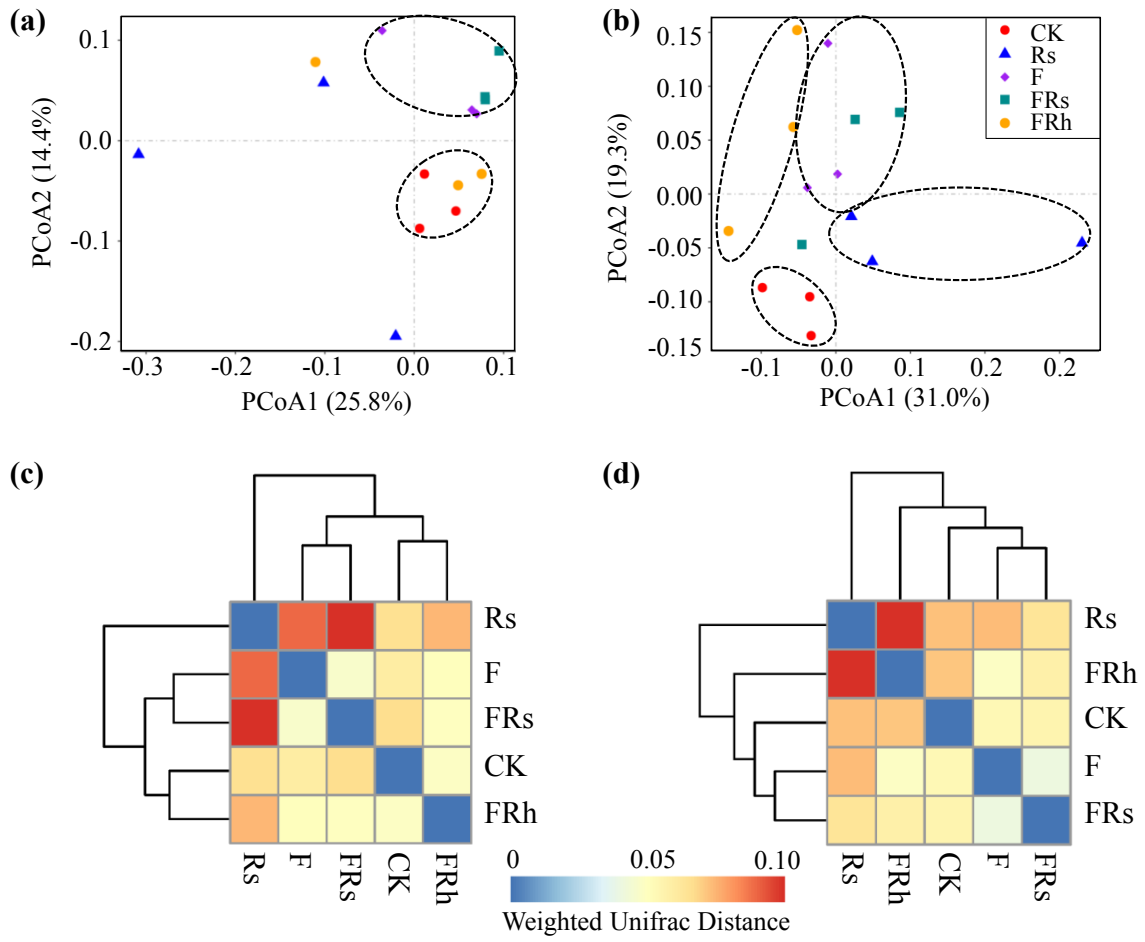 (a)
0.1
0.0
-0.1
-0.2
PCoA2 (14.4%)
-0.3
-0.2
-0.1
0.0
0.1
PCoA1 (25.8%)
(b)
0.15
0.10
0.05
0.00
-0.05
-0.10
-0.15
PCoA2 (19.3%)
-0.1
0.0
0.1
0.2
0.2
PCoA1 (31.0%)
CK
Rs
F
FRs
FRh
(c)
Rs
F
FRs
CK
FRh
Rs
F
FRs
CK
FRh
(d)
Rs
FRh
CK
F
FRs
Rs
FRh
CK
F
FRs
0
0.05
0.10
Weighted Unifrac Distance